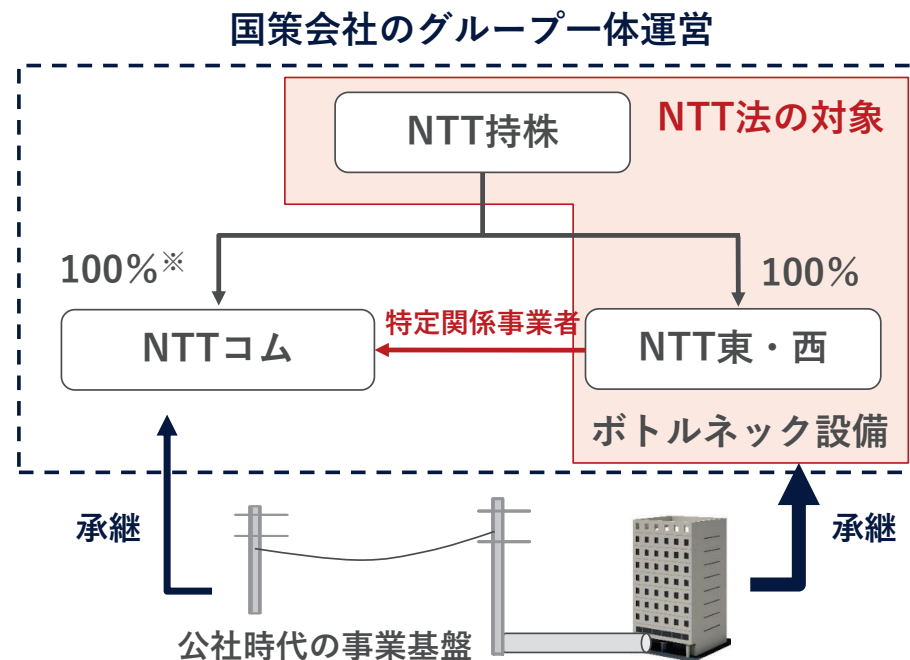 国策会社のグループ一体運営
NTT持株
NTT法の対象
100%※
100%
特定関係事業者
NTTコム
NTT東・西
ボトルネック設備
承継
承継
公社時代の事業基盤